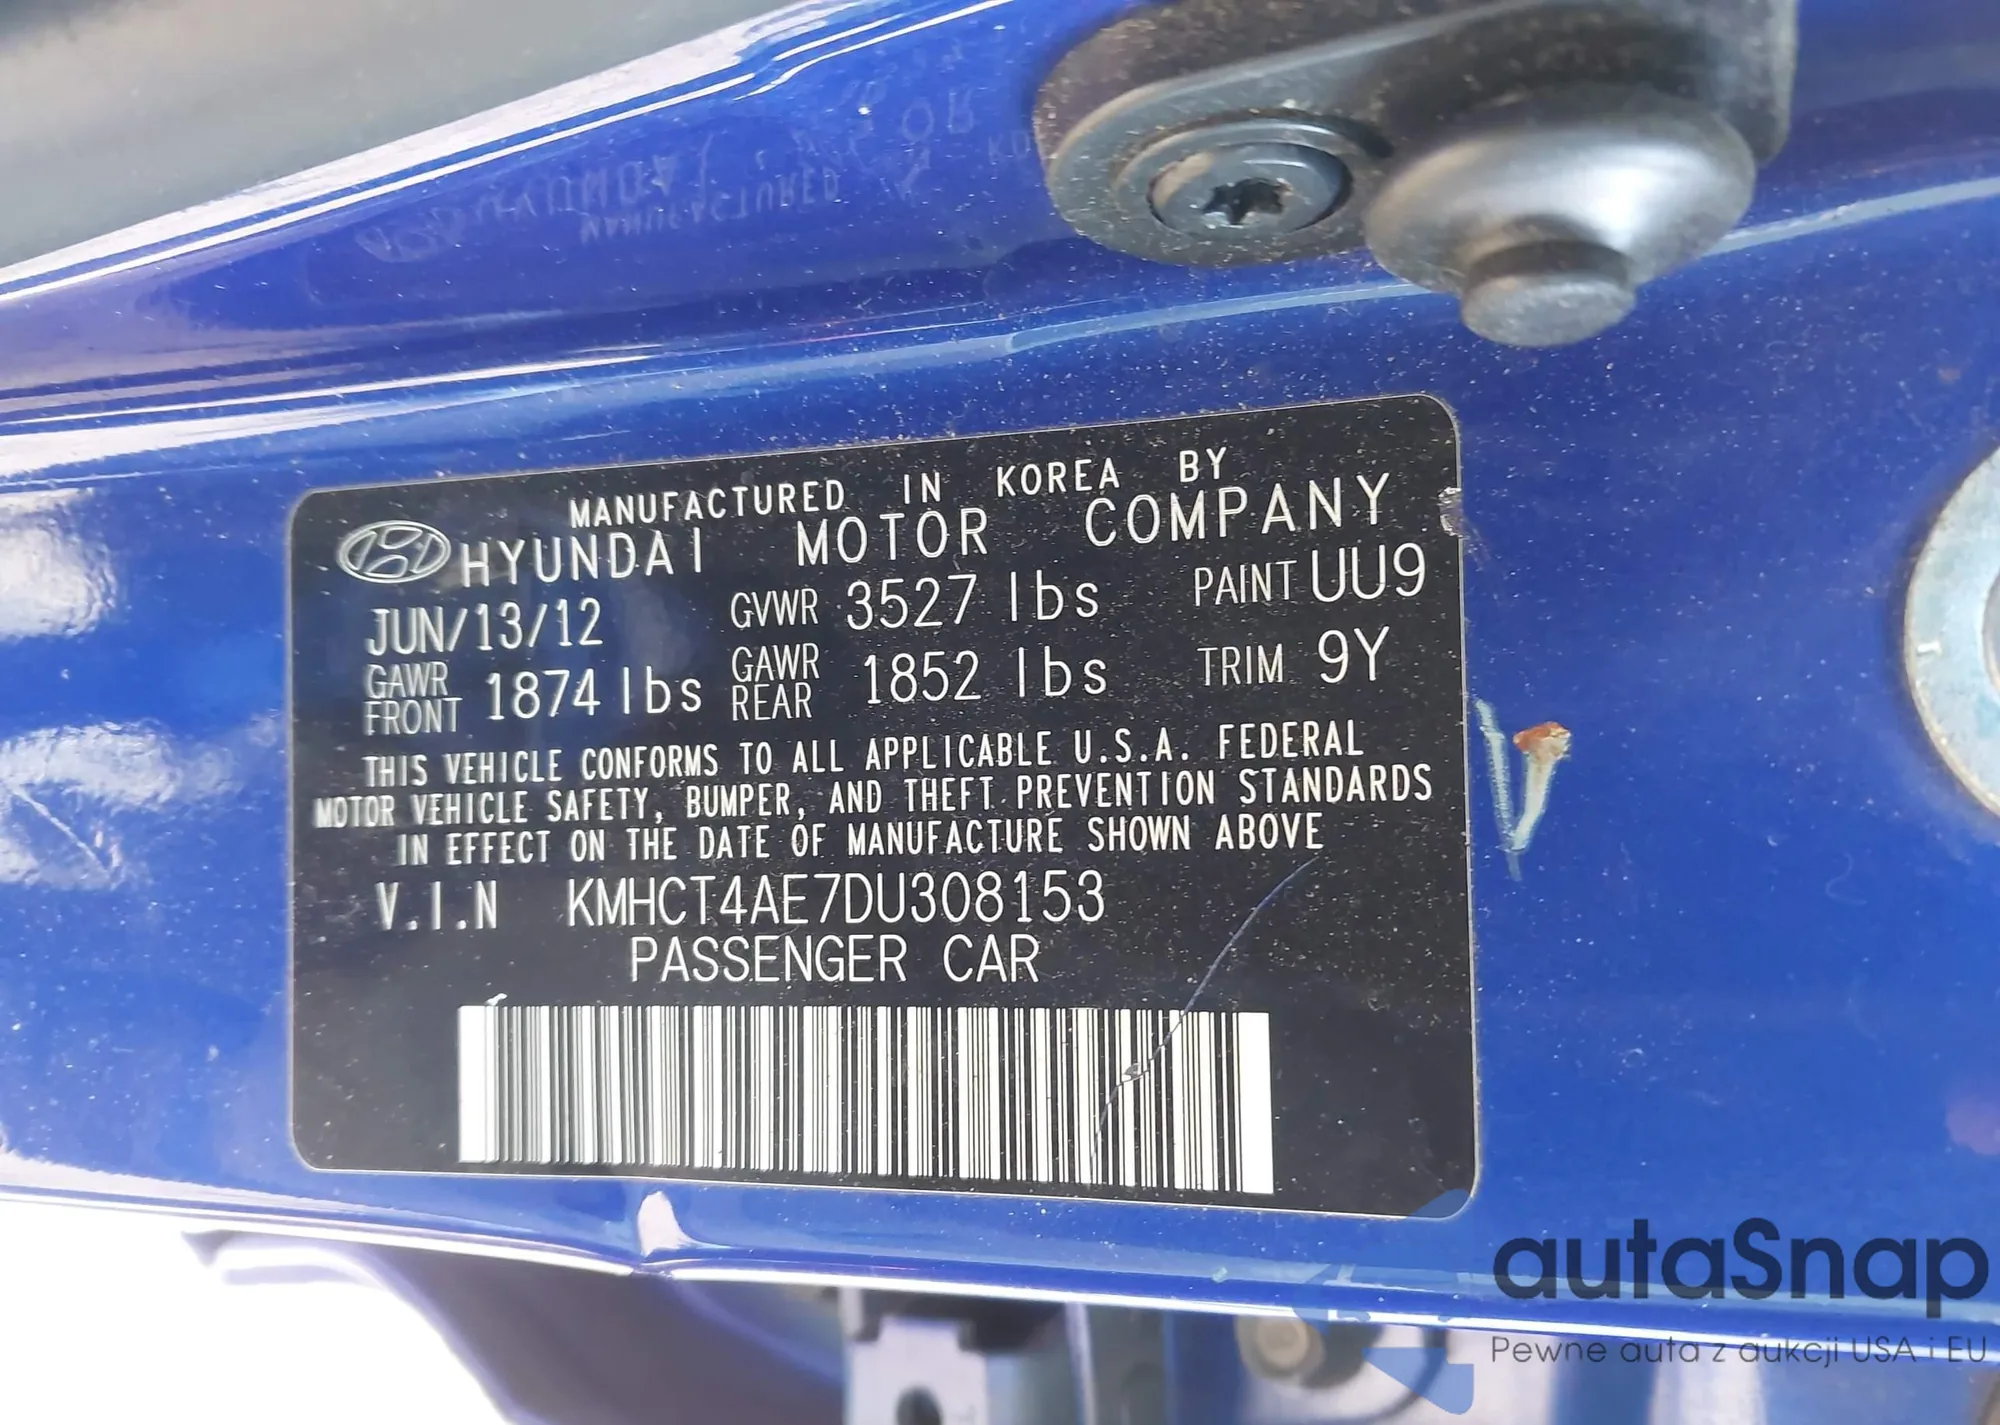 MANUFACTURED IN KOREA BY
HYUNDAI MOTOR COMPANY
JUN/13/12 GVWR 3527 lbs PAINT UU9
GAWR FRONT 1874 lbs GAWR REAR 1852 lbs TRIM 9Y
THIS VEHICLE CONFORMS TO ALL APPLICABLE U.S.A. FEDERAL
MOTOR VEHICLE SAFETY, BUMPER, AND THEFT PREVENTION STANDARDS
IN EFFECT ON THE DATE OF MANUFACTURE SHOWN ABOVE
V.I.N KMHCT4AE7DU308153
PASSENGER CAR
autaSnap
Pewne auta z aukcji USA i EU